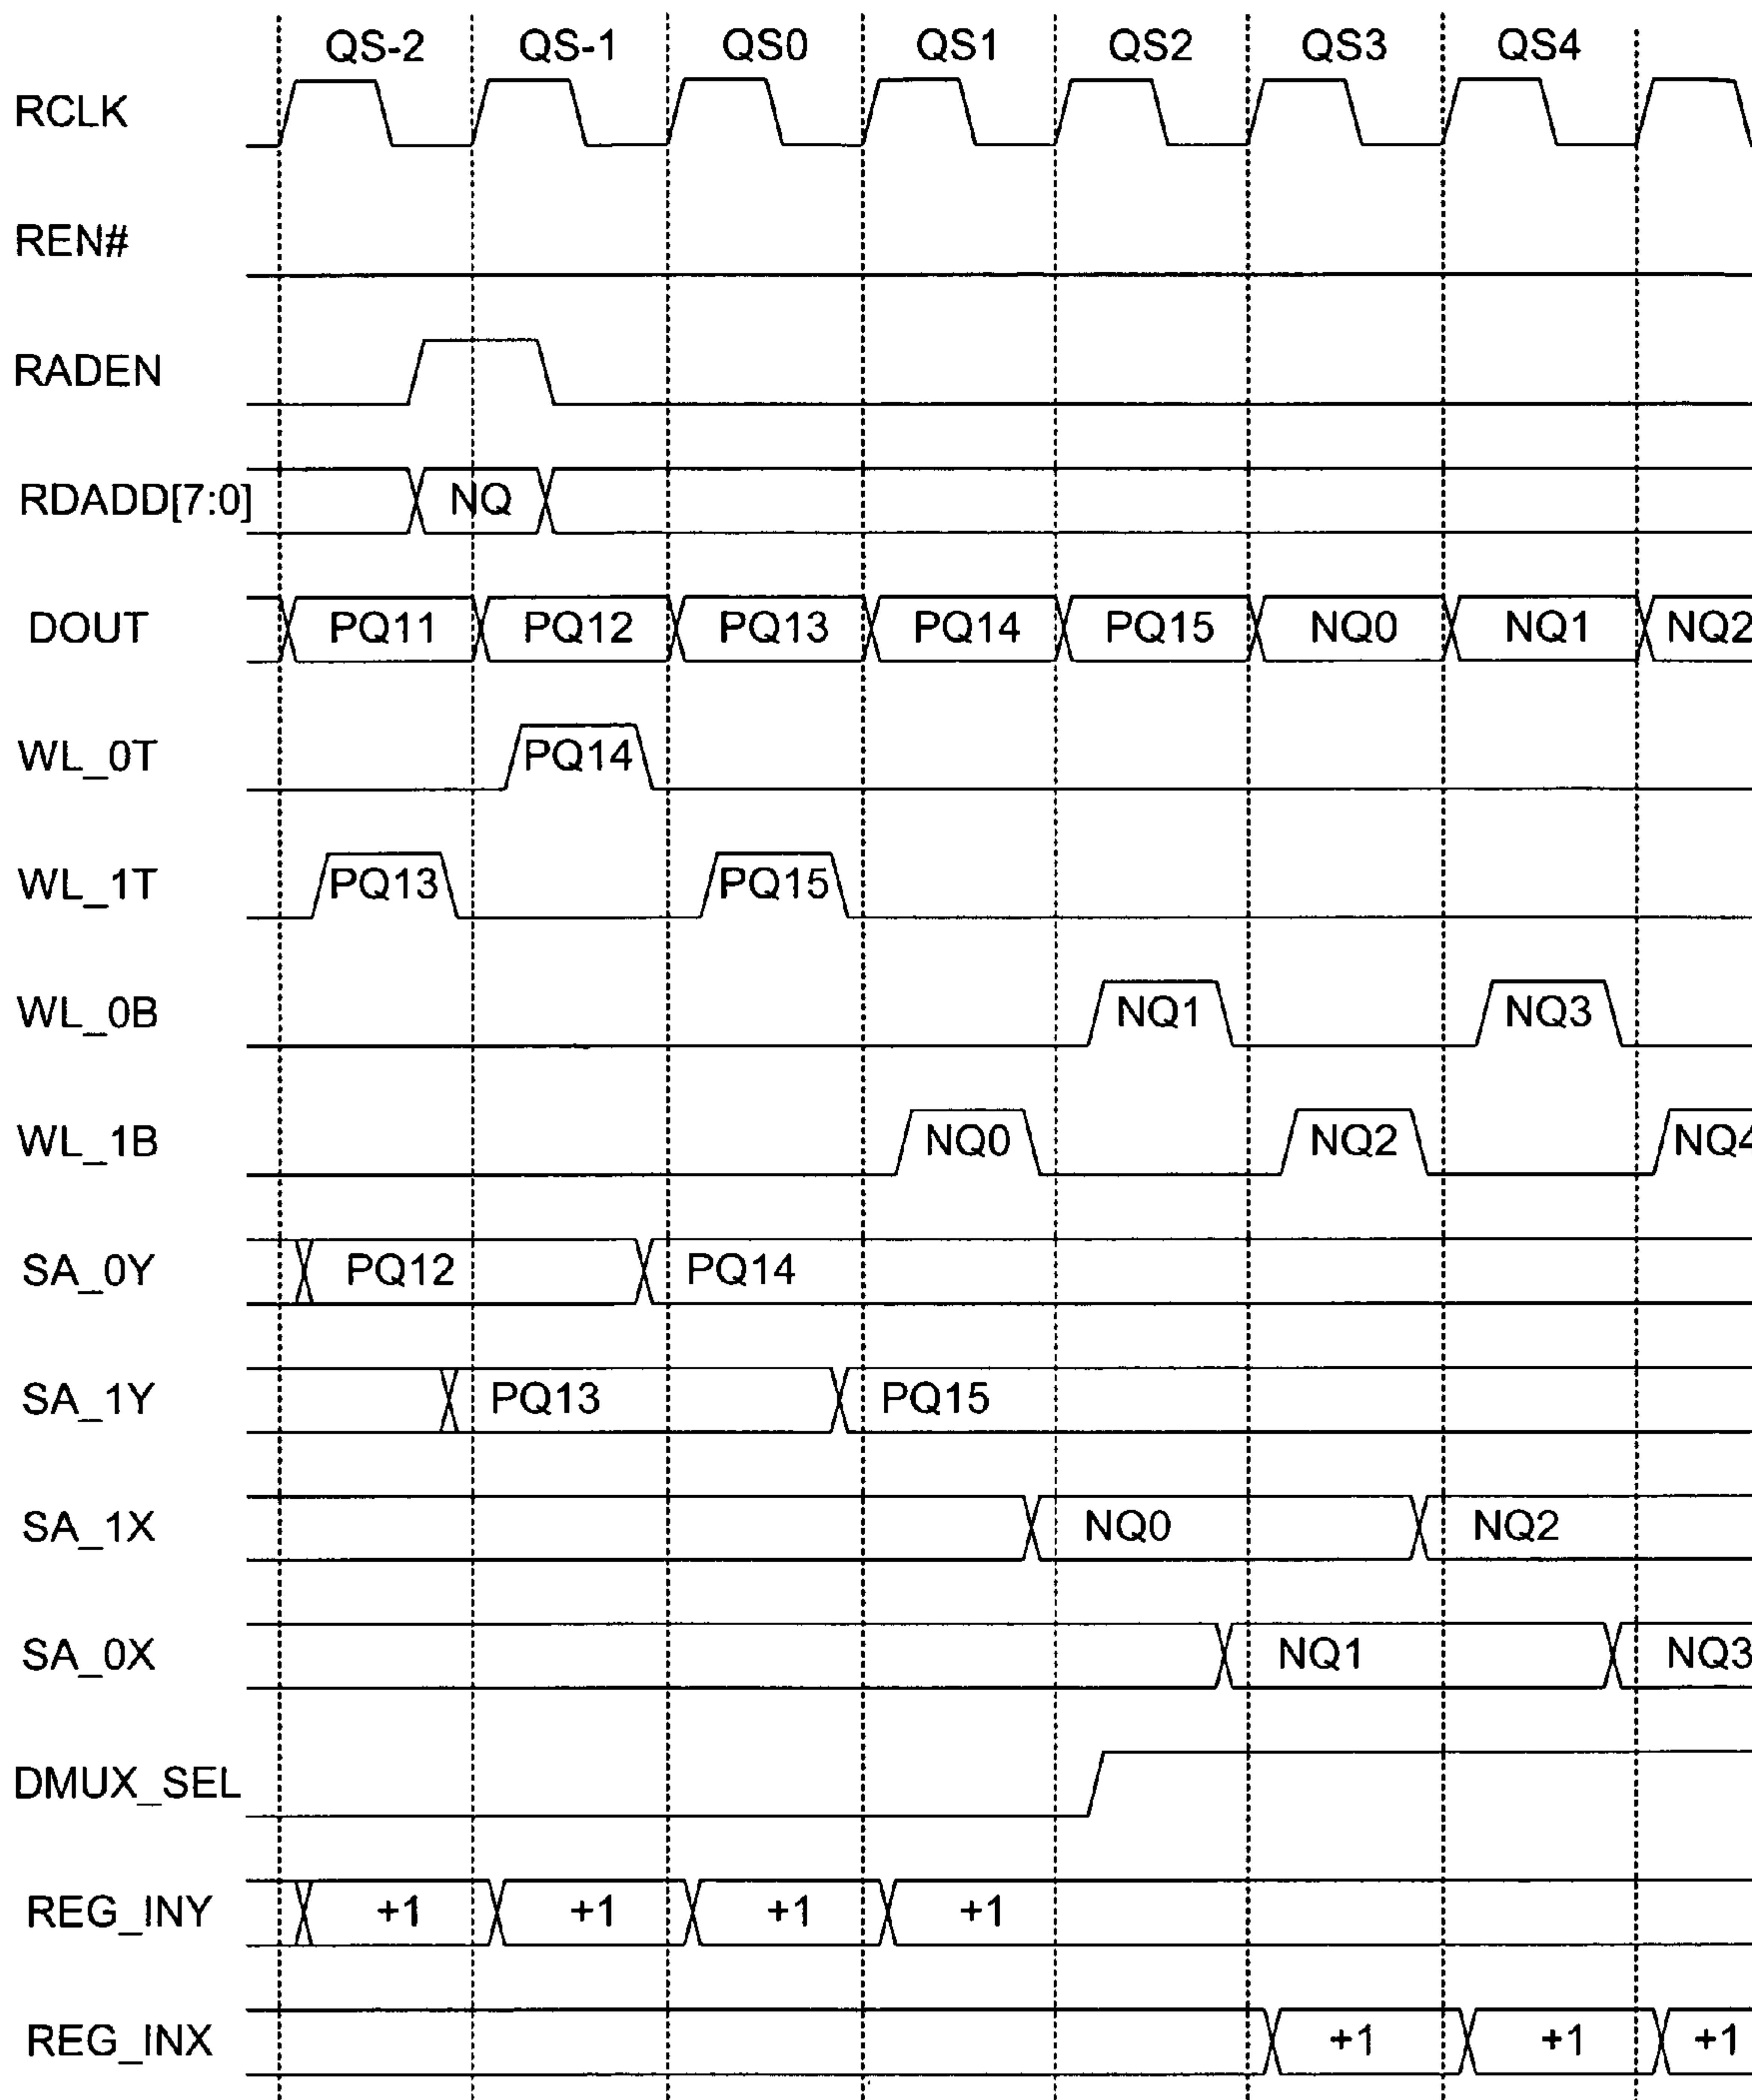 QS-2 QS-1 QS0 QS1 QS2 QS3 QS4
RCLK
REN#
RADEN
RDADD[7:0] NQ
DOUT PQ11 PQ12 PQ13 PQ14 PQ15 NQ0 NQ1 NQ2
WL_0T PQ14
WL_1T PQ13 PQ15
WL_0B NQ1 NQ3
WL_1B NQ0 NQ2 NQ4
SA_0Y PQ12 PQ14
SA_1Y PQ13 PQ15
SA_1X NQ0 NQ2
SA_0X NQ1 NQ3
DMUX_SEL
REG_INY +1 +1 +1 +1
REG_INX +1 +1 +1